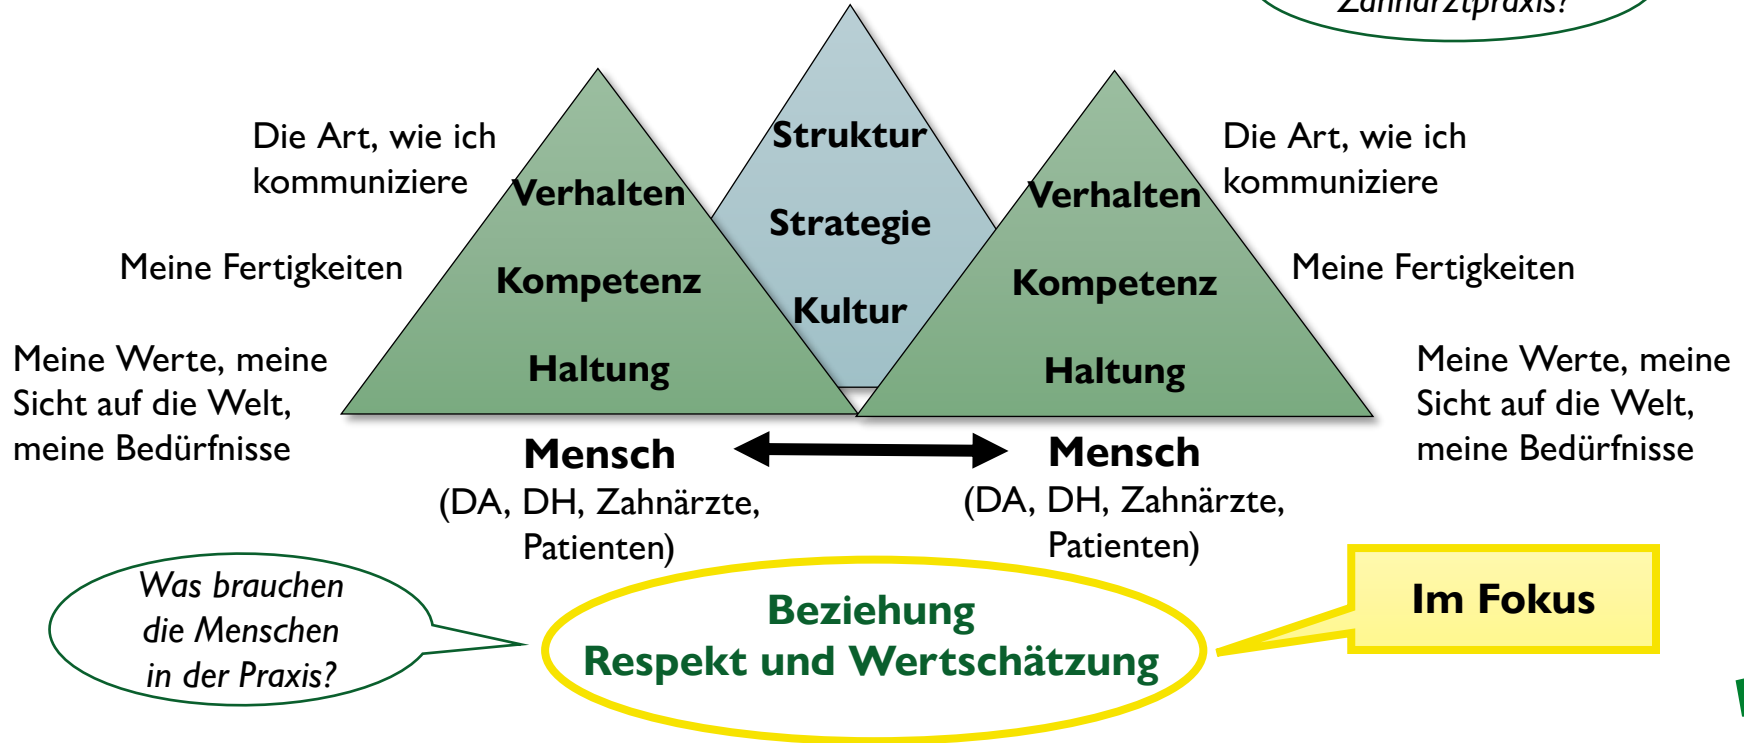 Zahnarztpraxis?
Struktur
Strategie
Kultur
Die Art, wie ich
kommuniziere
Meine Fertigkeiten
Meine Werte, meine
Sicht auf die Welt,
meine Bedürfnisse
Verhalten
Kompetenz
Haltung
Verhalten
Kompetenz
Haltung
Die Art, wie ich
kommuniziere
Meine Fertigkeiten
Meine Werte, meine
Sicht auf die Welt,
meine Bedürfnisse
Mensch
(DA, DH, Zahnärzte,
Patienten)
Mensch
(DA, DH, Zahnärzte,
Patienten)
Was brauchen
die Menschen
in der Praxis?
Beziehung
Respekt und Wertschätzung
Im Fokus